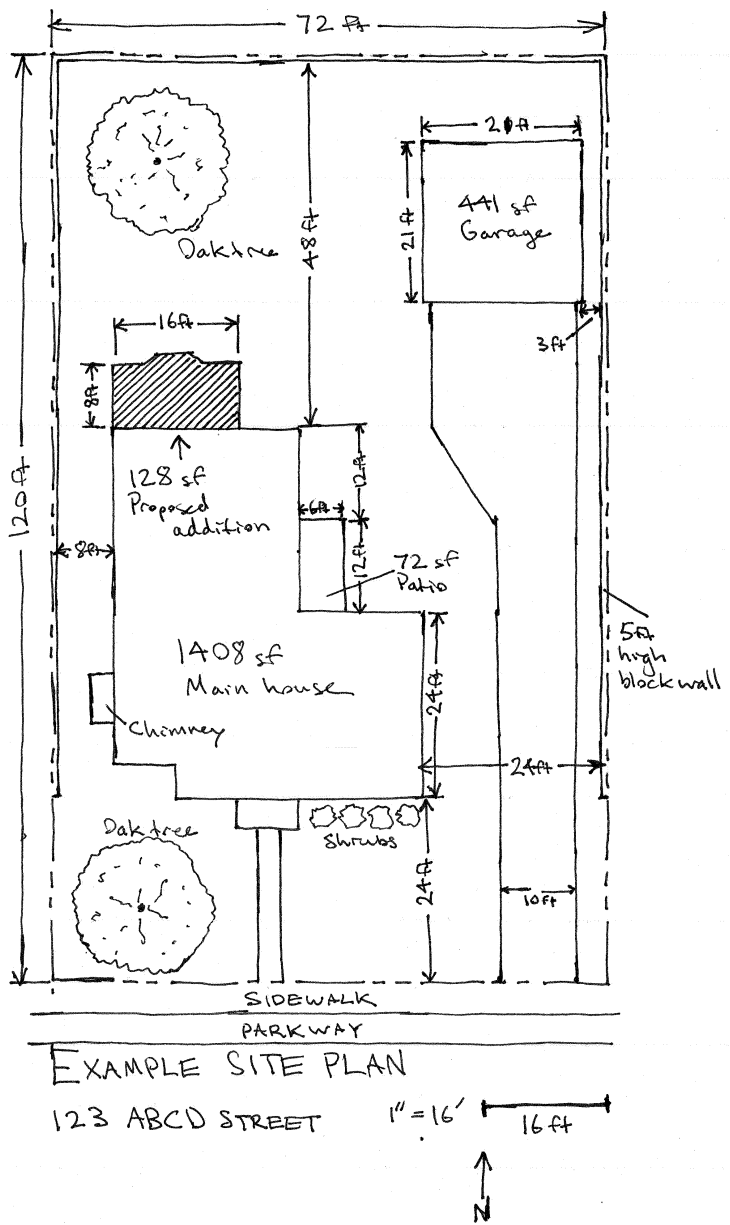 72 ft
21 ft
441 sf
Garage
21 ft
48 ft
Oak tree
3 ft
16 ft
8 ft
120 ft
128 sf
Proposed
addition
12 ft
6 ft
12 ft
8 ft
72 sf
Patio
5 ft
high
block wall
1408 sf
Main house
24 ft
Chimney
24 ft
Oak tree
Shrubs
24 ft
10 ft
SIDEWALK
PARKWAY
EXAMPLE SITE PLAN
123 ABCD STREET
1" = 16'
16 ft
N